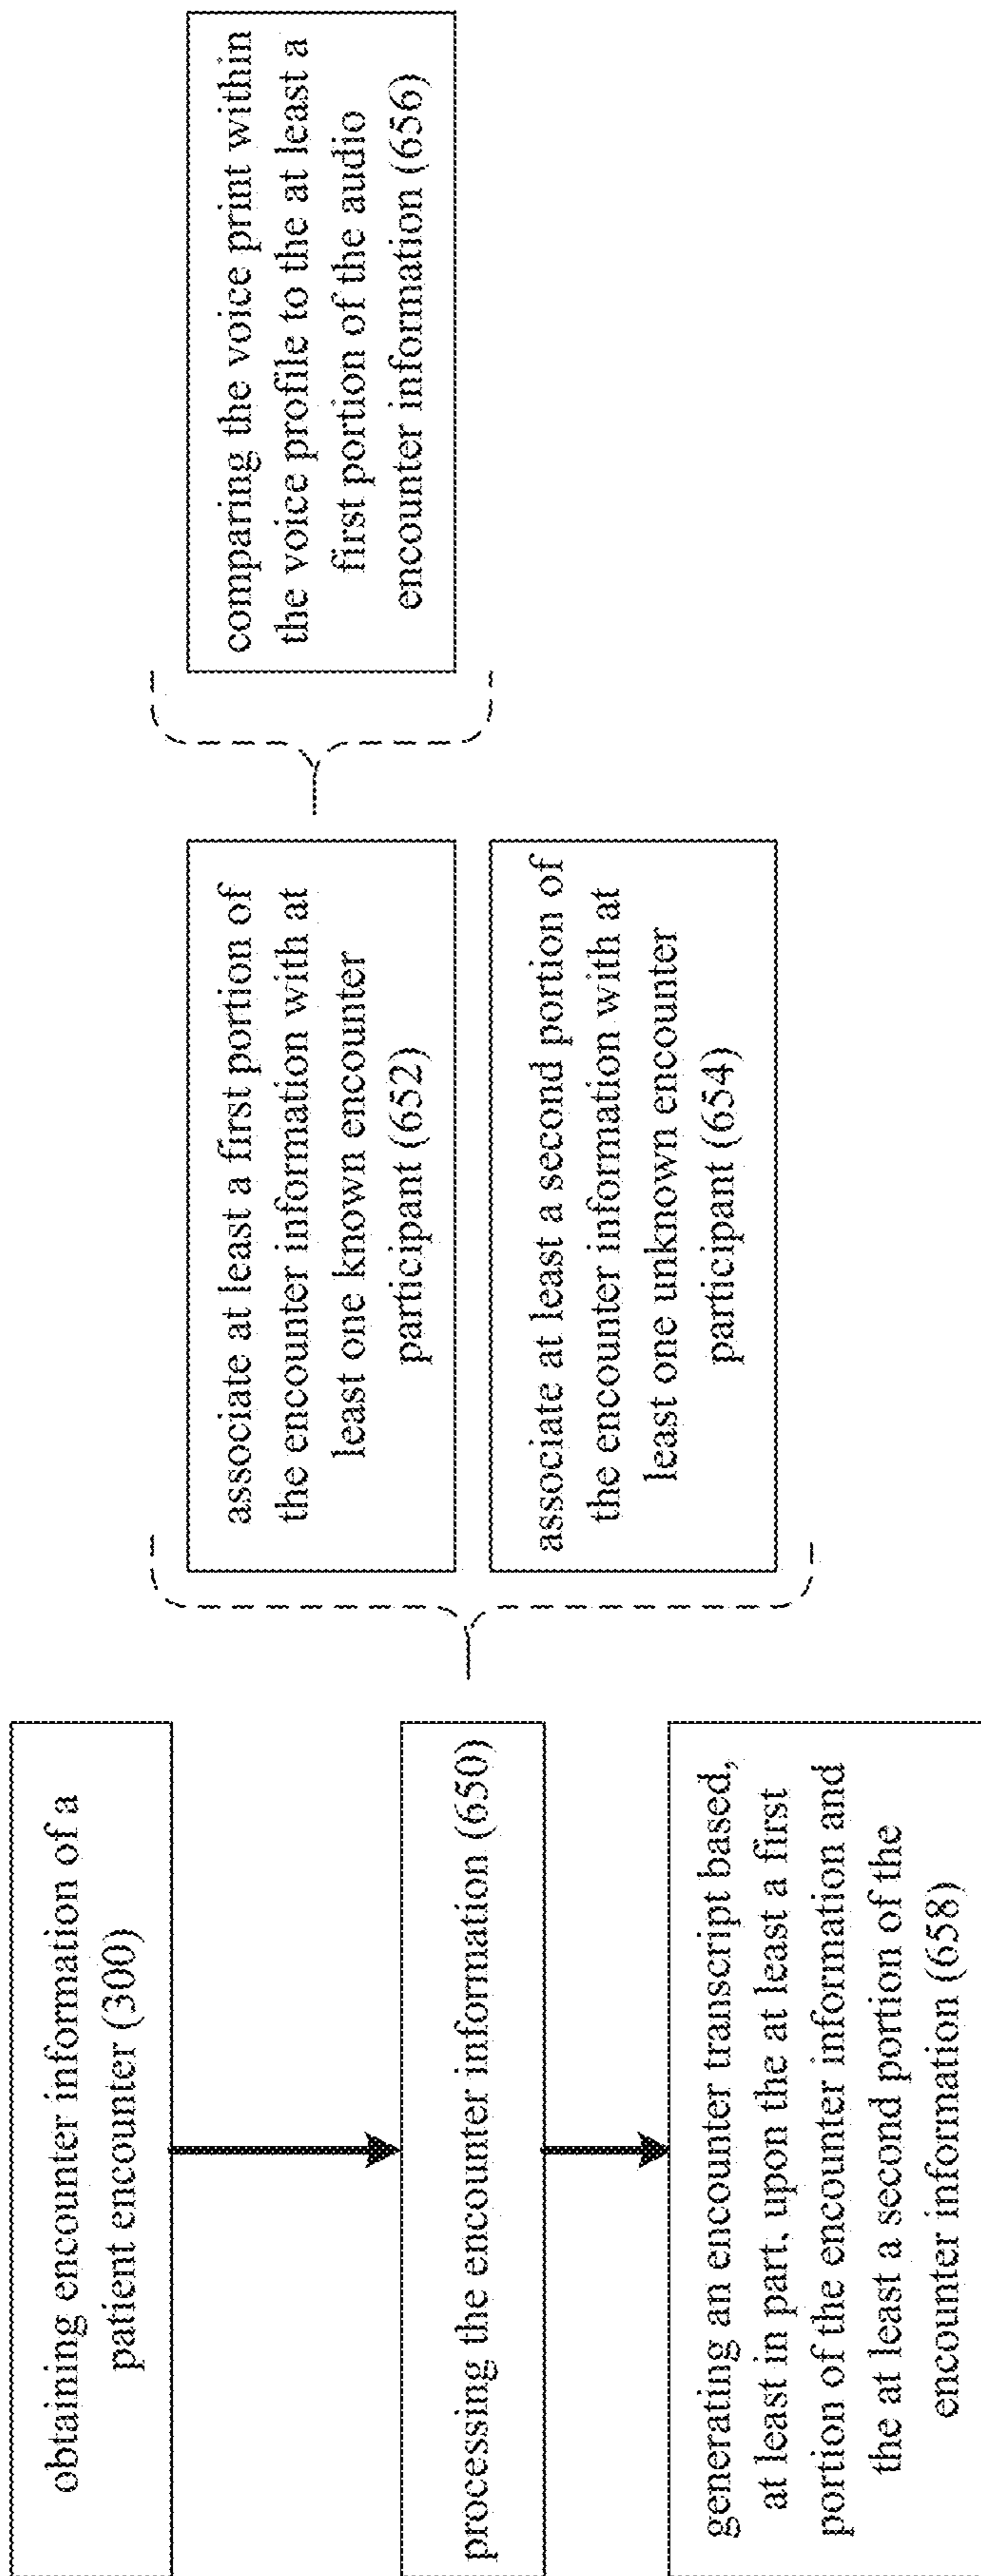 obtaining encounter information of a
patient encounter (300)
processing the encounter information (650)
generating an encounter transcript based,
at least in part, upon the at least a first
portion of the encounter information and
the at least a second portion of the
encounter information (658)
associate at least a first portion of
the encounter information with at
least one known encounter
participant (652)
associate at least a second portion of
the encounter information with at
least one unknown encounter
participant (654)
comparing the voice print within
the voice profile to the at least a
first portion of the audio
encounter information (656)